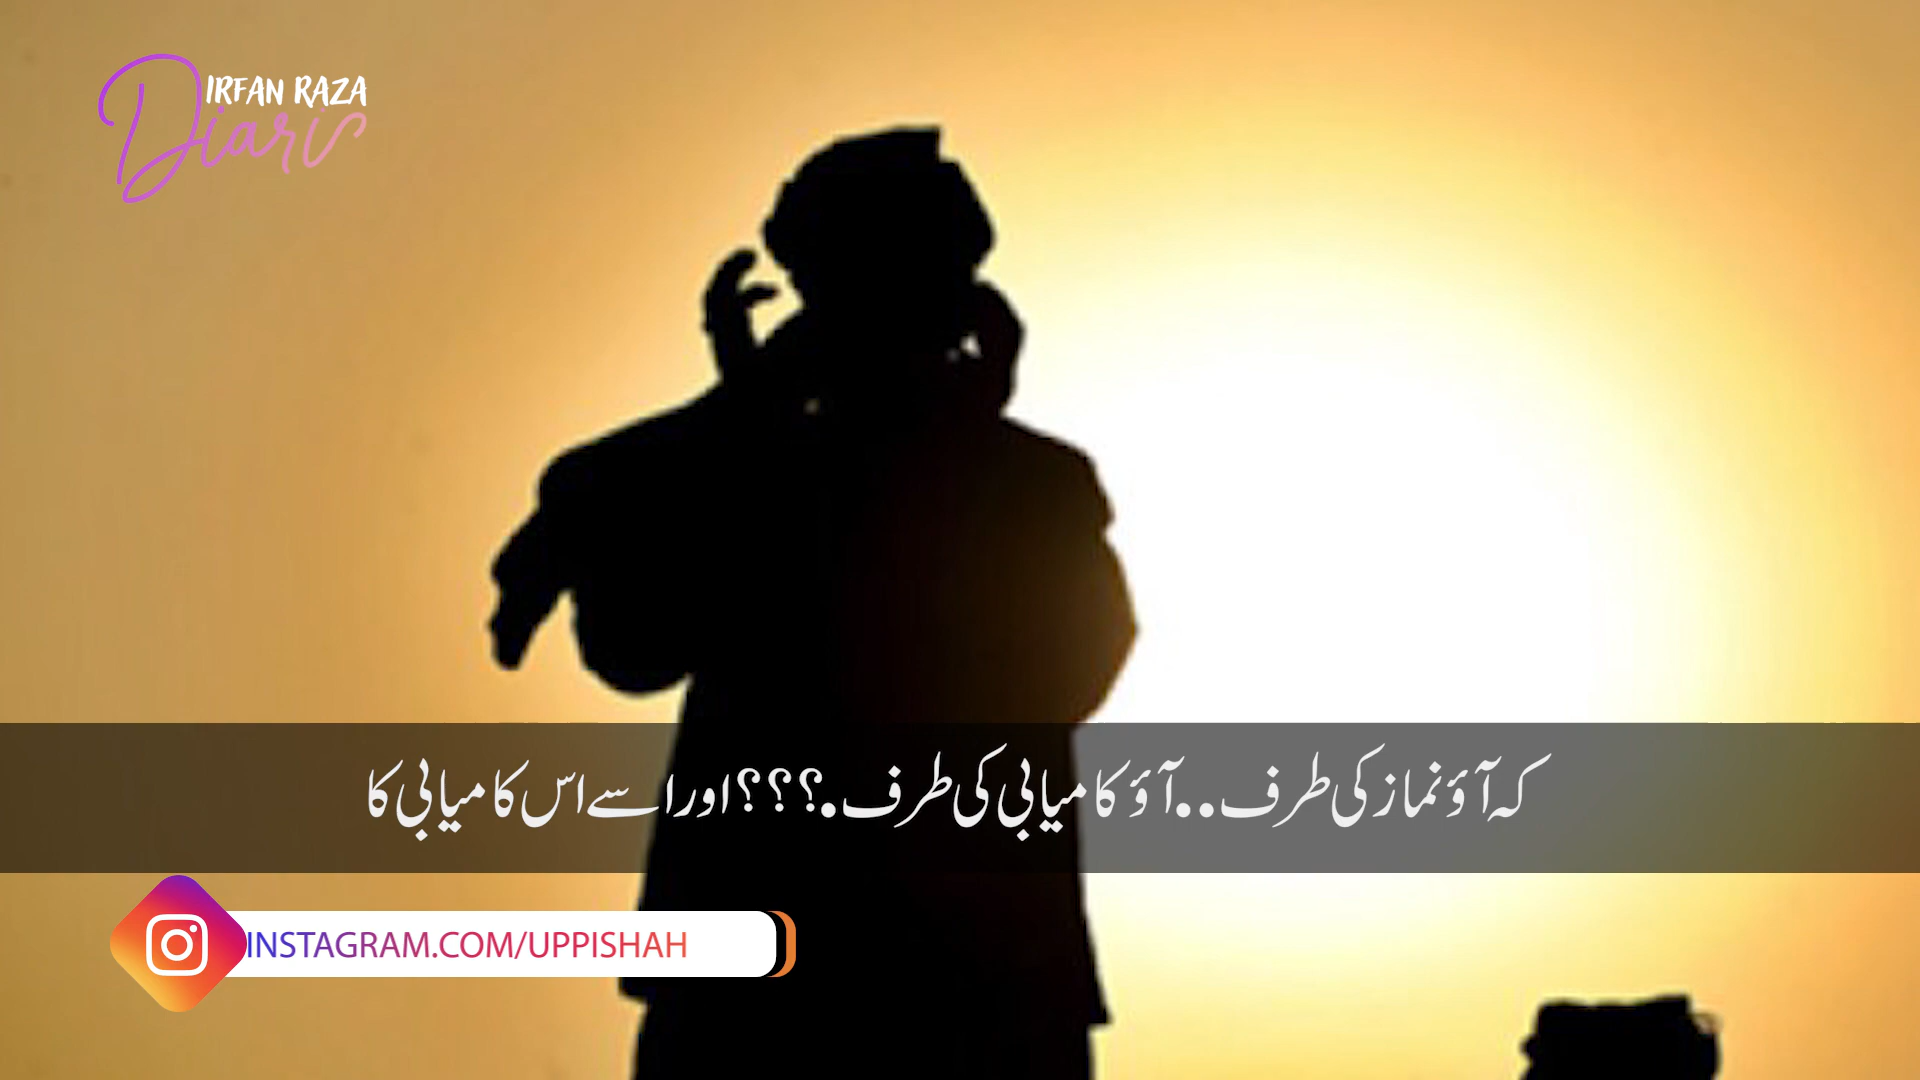 IRFAN RAZA
Diaris
کہ آؤ نماز کی طرف..آؤ کامیابی کی طرف.؟؟؟اور اسے اس کامیابی کا
INSTAGRAM.COM/UPPISHAH